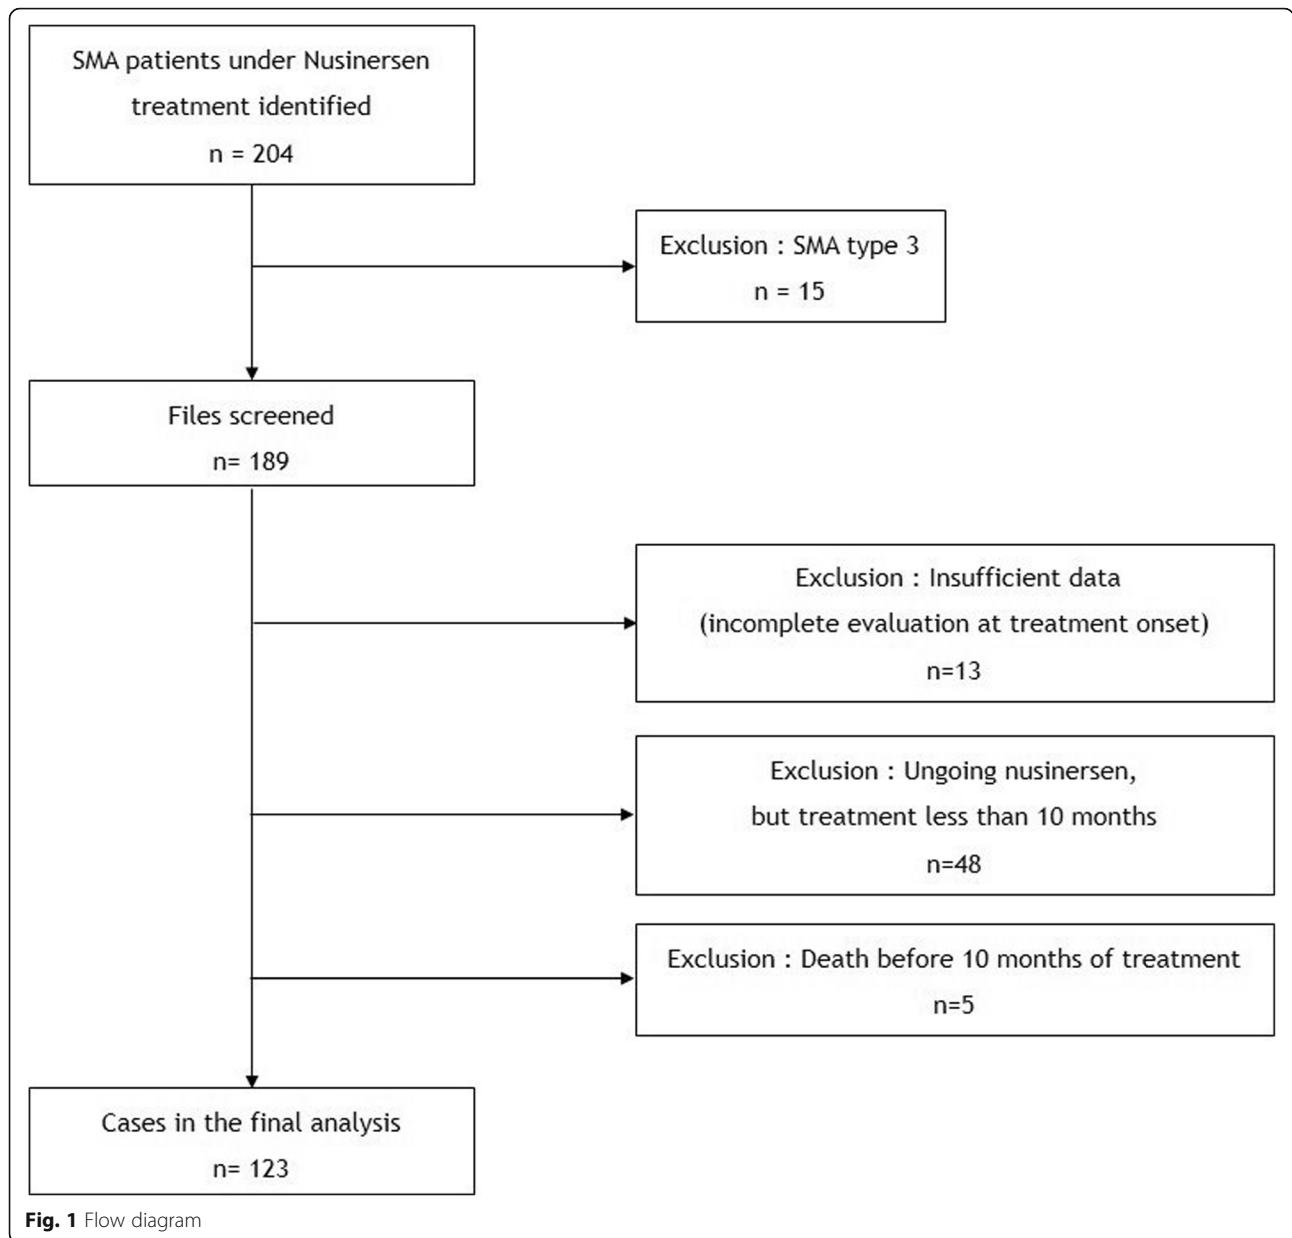 SMA patients under Nusinersen
treatment identified
n = 204
Exclusion : SMA type 3
n = 15
Files screened
n= 189
Exclusion : Insufficient data
(incomplete evaluation at treatment onset)
n=13
Exclusion : Ungoing nusinersen,
but treatment less than 10 months
n=48
Exclusion : Death before 10 months of treatment
n=5
Cases in the final analysis
n= 123
Fig. 1 Flow diagram